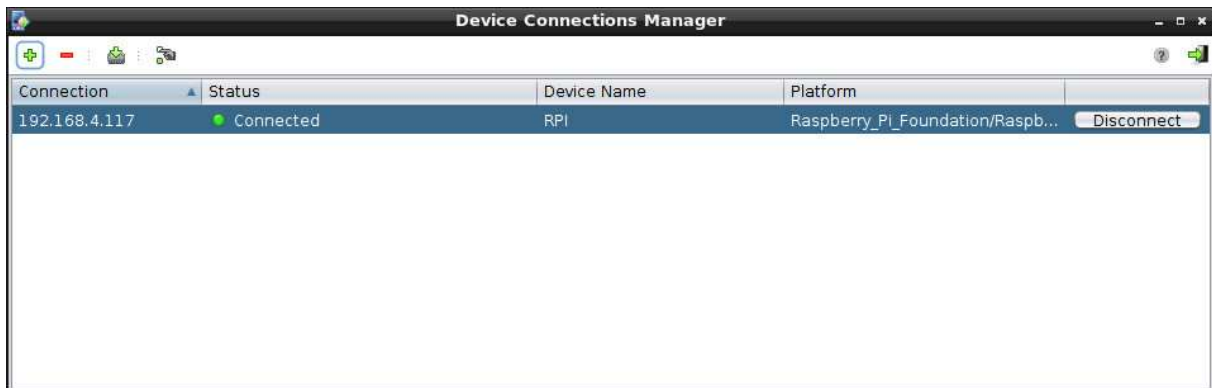 Device Connections Manager
Connection Status Device Name Platform
192.168.4.117 Connected RPI Raspberry_Pi_Foundation/Raspb... Disconnect